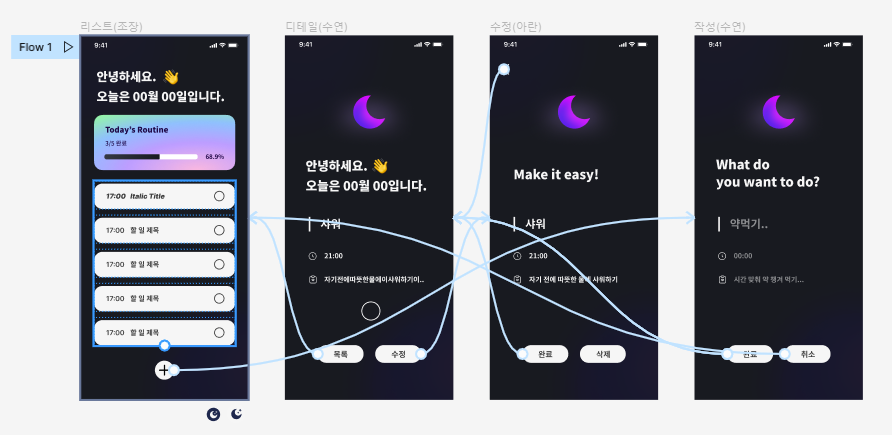 리스트(조장)
Flow 1
9:41
안녕하세요. 👋
오늘은 00월 00일입니다.
Today's Routine
3/5 완료
68.9%
17:00 Italic Title
17:00 할 일 제목
17:00 할 일 제목
17:00 할 일 제목
17:00 할 일 제목
디테일(수연)
9:41
안녕하세요. 👋
오늘은 00월 00일입니다.
샤워
21:00
자기전에따뜻한물에이샤워하기이..
목록
수정
수정(아란)
9:41
Make it easy!
샤워
21:00
자기 전에 따뜻한 물에 샤워하기
완료
삭제
작성(수연)
9:41
What do
you want to do?
약먹기..
00:00
시간 맞춰 약 챙겨 먹기...
완료
취소